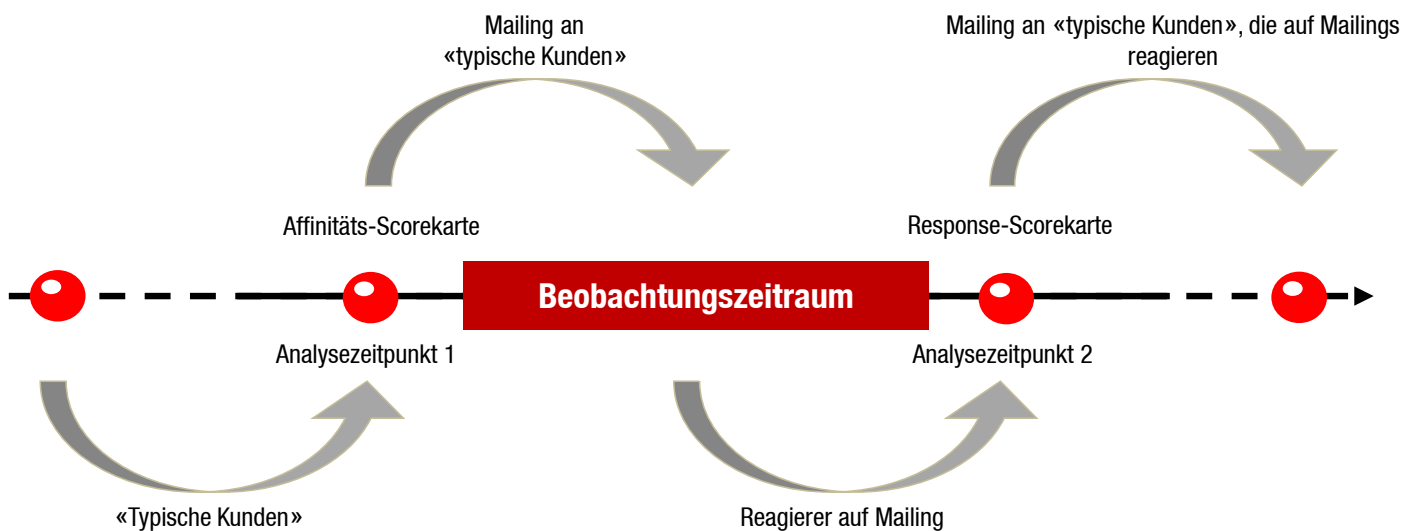 Mailing an
«typische Kunden»
Mailing an «typische Kunden», die auf Mailings
reagieren
Affinitäts-Scorekarte
Response-Scorekarte
Beobachtungszeitraum
Analysezeitpunkt 1
Analysezeitpunkt 2
«Typische Kunden»
Reagierer auf Mailing